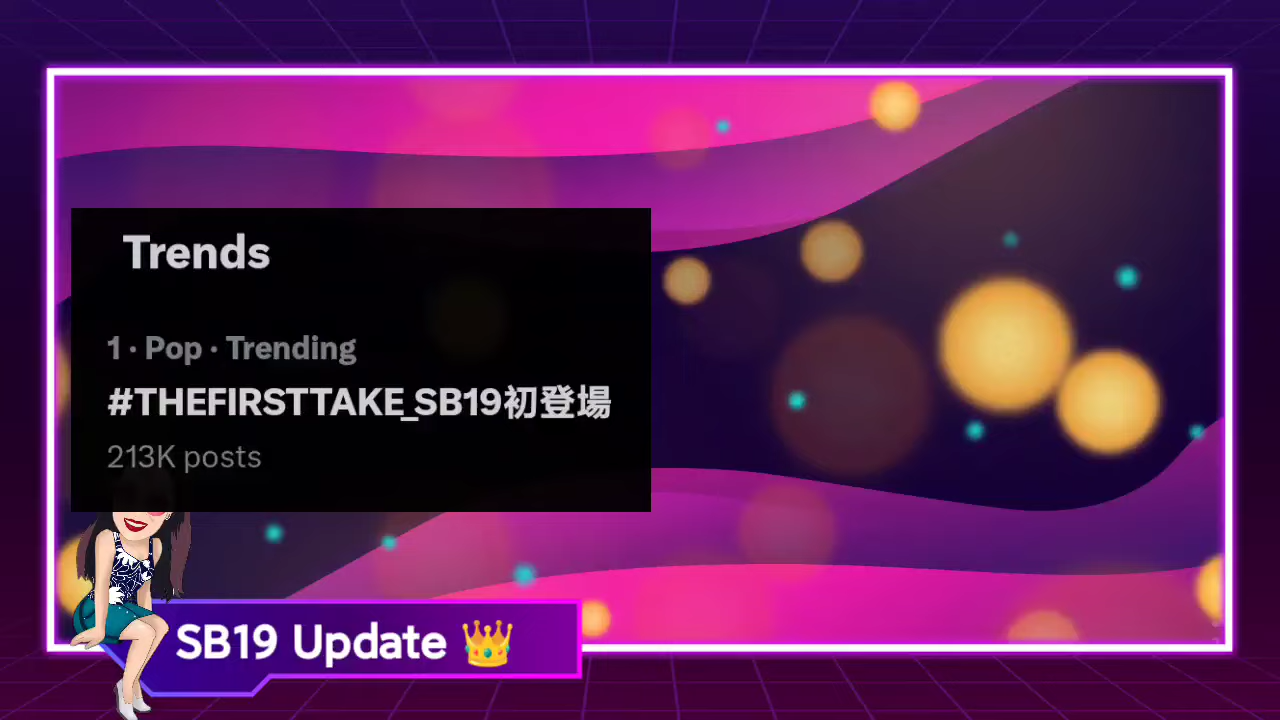 Trends
1 · Pop · Trending
#THEFIRSTTAKE_SB19初登場
213K posts
SB19 Update 👑